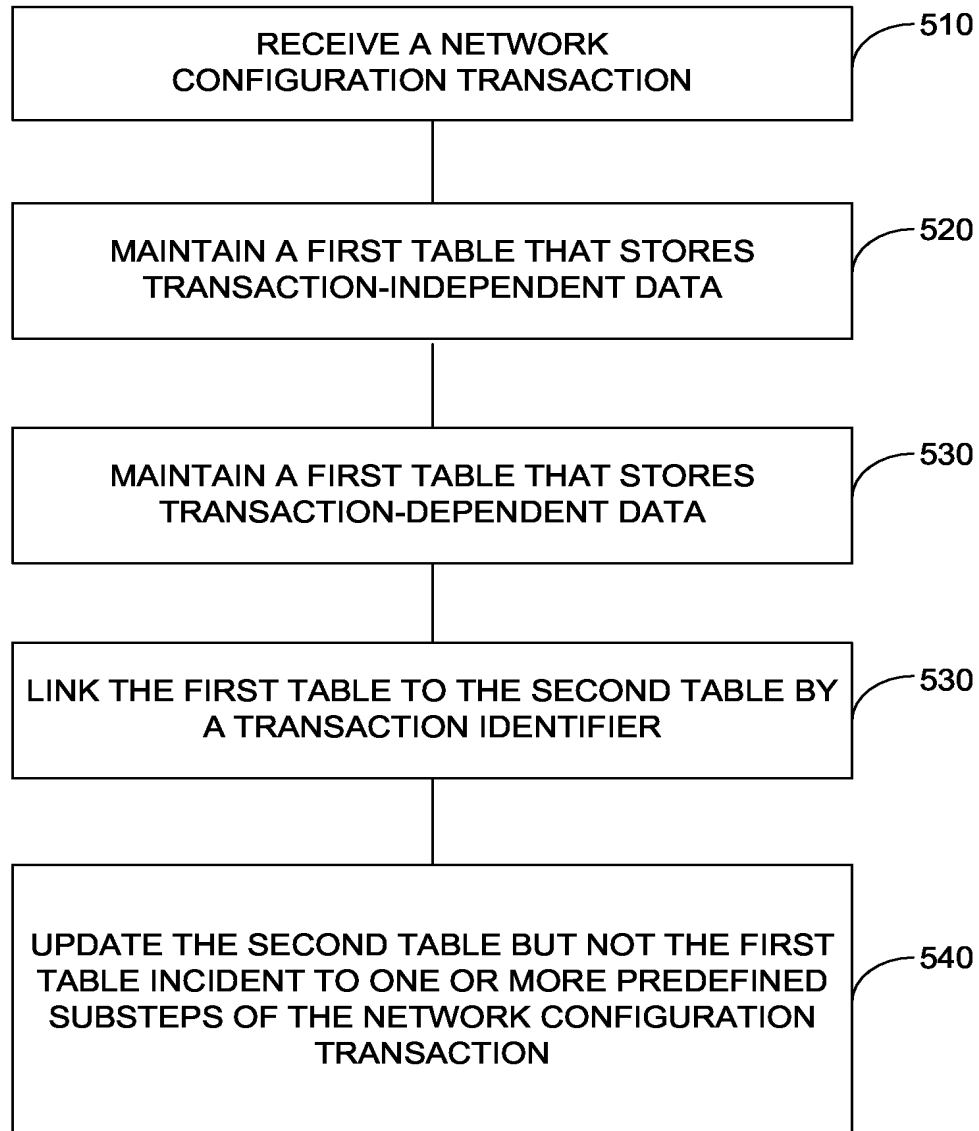 RECEIVE A NETWORK
CONFIGURATION TRANSACTION
510
MAINTAIN A FIRST TABLE THAT STORES
TRANSACTION-INDEPENDENT DATA
520
MAINTAIN A FIRST TABLE THAT STORES
TRANSACTION-DEPENDENT DATA
530
LINK THE FIRST TABLE TO THE SECOND TABLE BY
A TRANSACTION IDENTIFIER
530
UPDATE THE SECOND TABLE BUT NOT THE FIRST
TABLE INCIDENT TO ONE OR MORE PREDEFINED
SUBSTEPS OF THE NETWORK CONFIGURATION
TRANSACTION
540